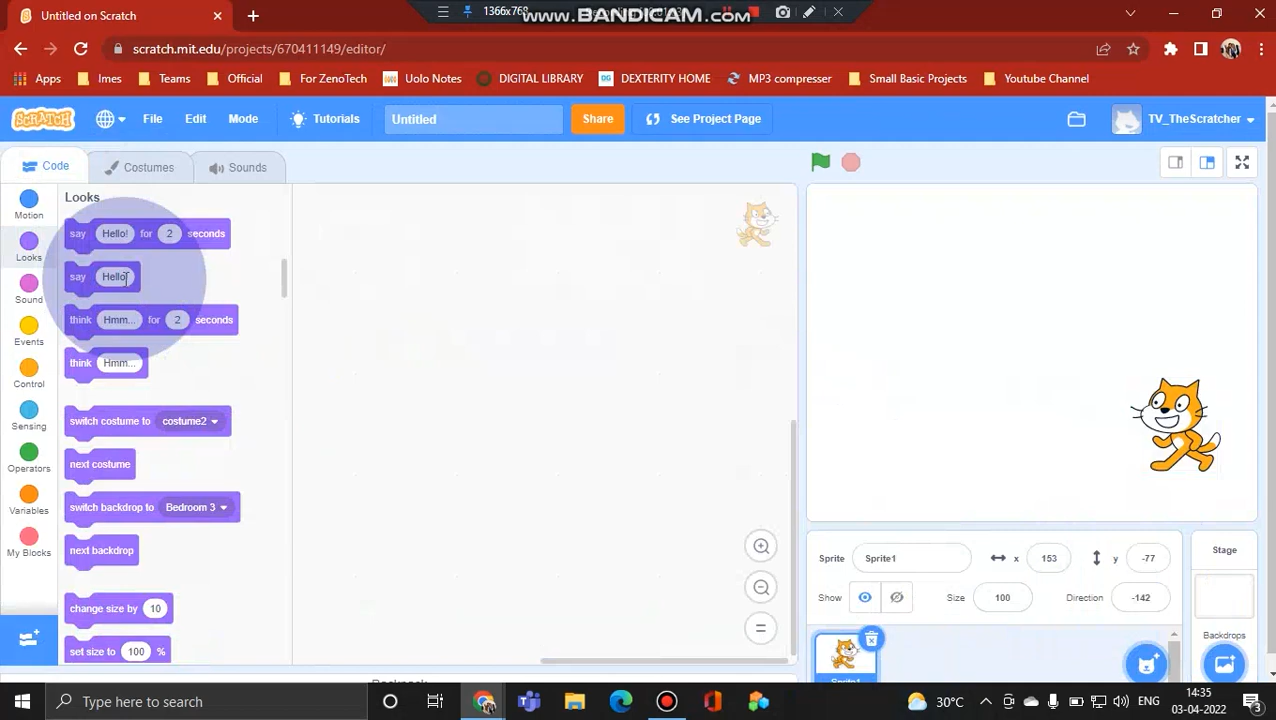 Untitled on Scratch
1366x768
www.BANDICAM.com
scratch.mit.edu/projects/670411149/editor/
Apps
Imes
Teams
Official
For ZenoTech
Uolo Notes
DIGITAL LIBRARY
DG
DEXTERITY HOME
MP3 compresser
Small Basic Projects
Youtube Channel
SCRATCH
File
Edit
Mode
Tutorials
Untitled
Share
See Project Page
TV_TheScratcher
Code
Costumes
Sounds
Motion
Looks
Sound
Events
Control
Sensing
Operators
Variables
My Blocks
Looks
say Hello! for 2 seconds
say Hello!
think Hmm... for 2 seconds
think Hmm...
switch costume to costume2
next costume
switch backdrop to Bedroom 3
next backdrop
change size by 10
set size to 100 %
Sprite
Sprite1
x
153
y
-77
Show
Size
100
Direction
-142
Stage
Backdrops
Type here to search
30°C
ENG
14:35
03-04-2022
3